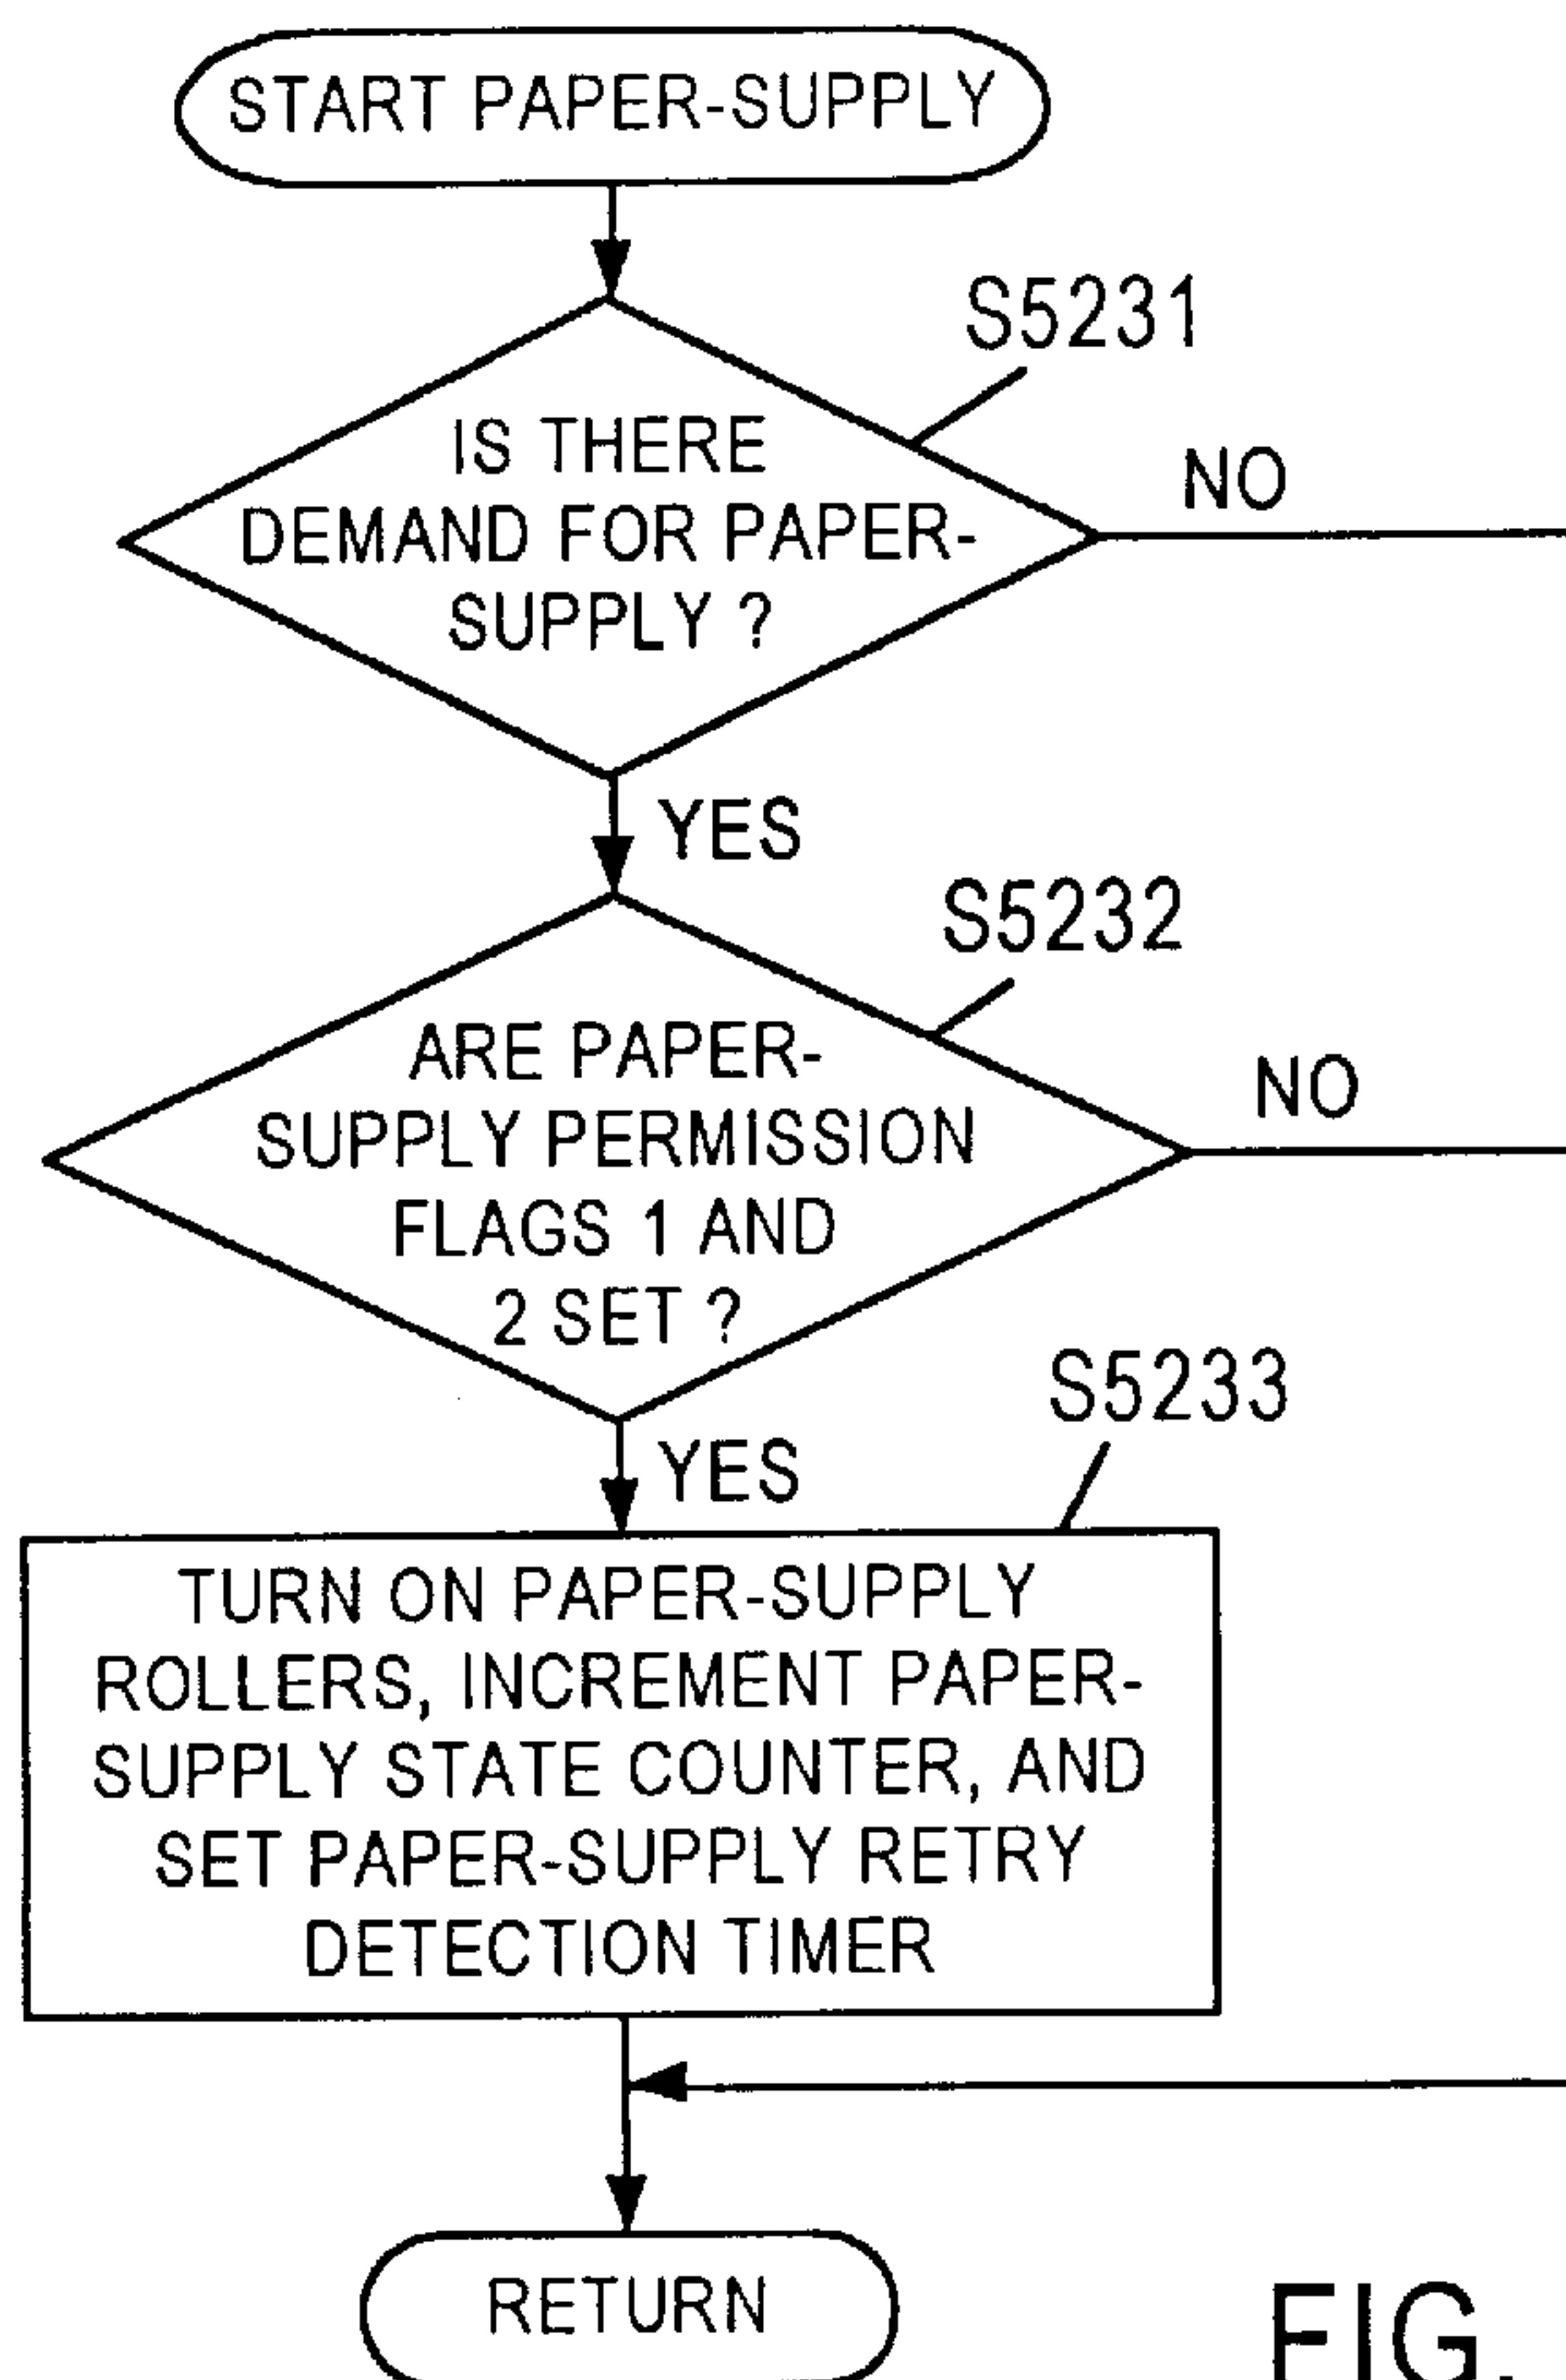 START PAPER-SUPPLY
S5231
IS THERE
DEMAND FOR PAPER-
SUPPLY ?
NO
YES
S5232
ARE PAPER-
SUPPLY PERMISSION
FLAGS 1 AND
2 SET ?
NO
YES
S5233
TURN ON PAPER-SUPPLY
ROLLERS, INCREMENT PAPER-
SUPPLY STATE COUNTER, AND
SET PAPER-SUPPLY RETRY
DETECTION TIMER
RETURN
FIG.